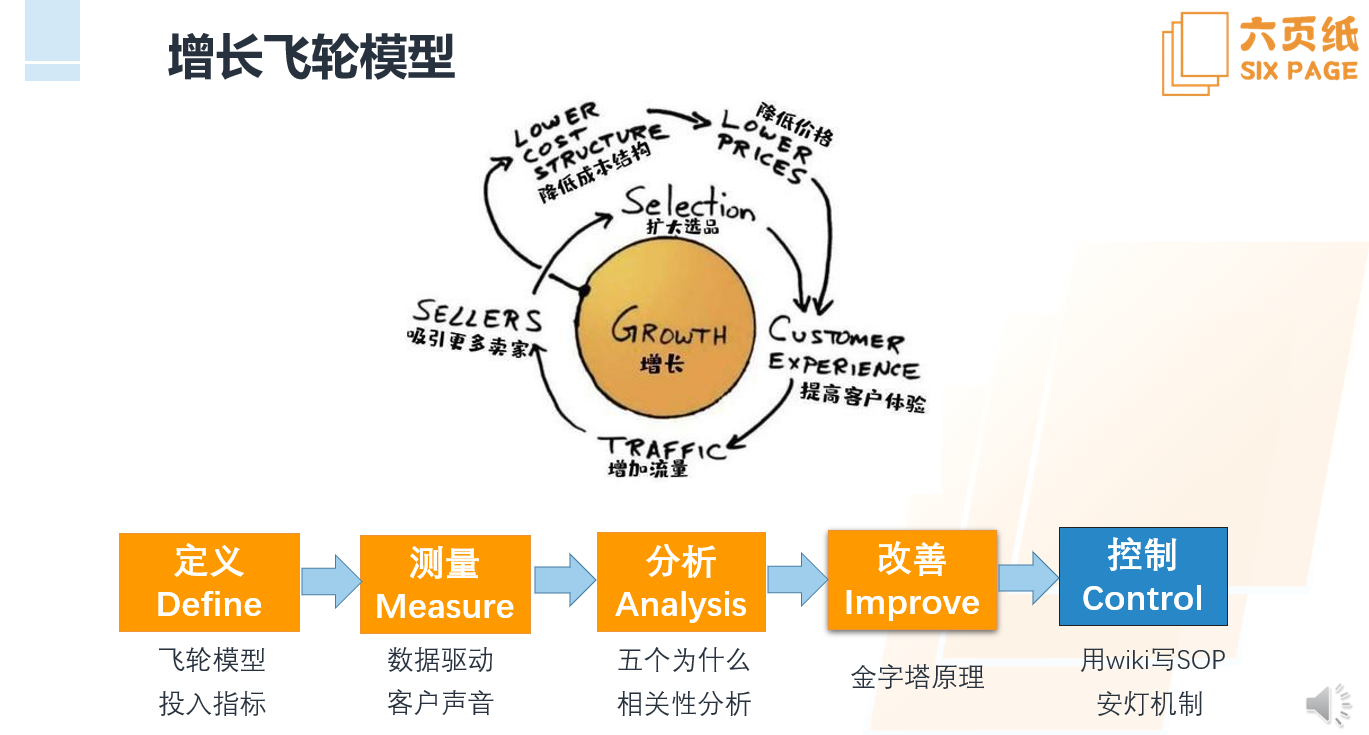 增长飞轮模型
六页纸
SIX PAGE
LOWER
COST
STRUCTURE
降低成本结构
降低价格
LOWER
PRICES
Selection
扩大选品
SELLERS
吸引更多卖家
GROWTH
增长
CUSTOMER
EXPERIENCE
提高客户体验
TRAFFIC
增加流量
定义
Define
测量
Measure
分析
Analysis
改善
Improve
控制
Control
飞轮模型
投入指标
数据驱动
客户声音
五个为什么
相关性分析
金字塔原理
用wiki写SOP
安灯机制